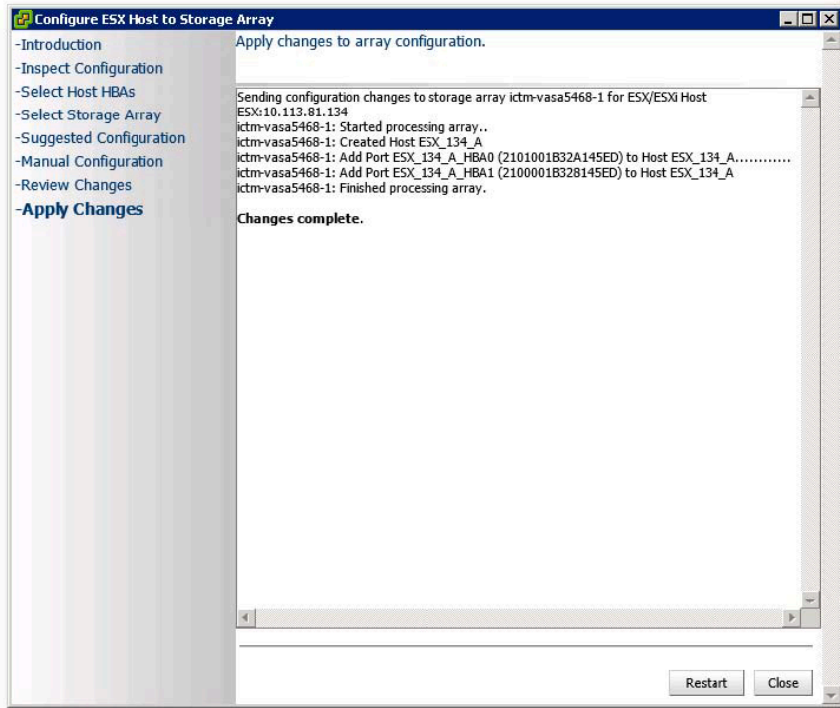 Configure ESX Host to Storage Array
-Introduction
-Inspect Configuration
-Select Host HBAs
-Select Storage Array
-Suggested Configuration
-Manual Configuration
-Review Changes
-Apply Changes
Apply changes to array configuration.
Sending configuration changes to storage array ictm-vasa5468-1 for ESX/ESXi Host
ESX:10.113.81.134
ictm-vasa5468-1: Started processing array..
ictm-vasa5468-1: Created Host ESX_134_A
ictm-vasa5468-1: Add Port ESX_134_A_HBA0 (2101001B32A145ED) to Host ESX_134_A............
ictm-vasa5468-1: Add Port ESX_134_A_HBA1 (2100001B328145ED) to Host ESX_134_A
ictm-vasa5468-1: Finished processing array.
Changes complete.
Restart
Close